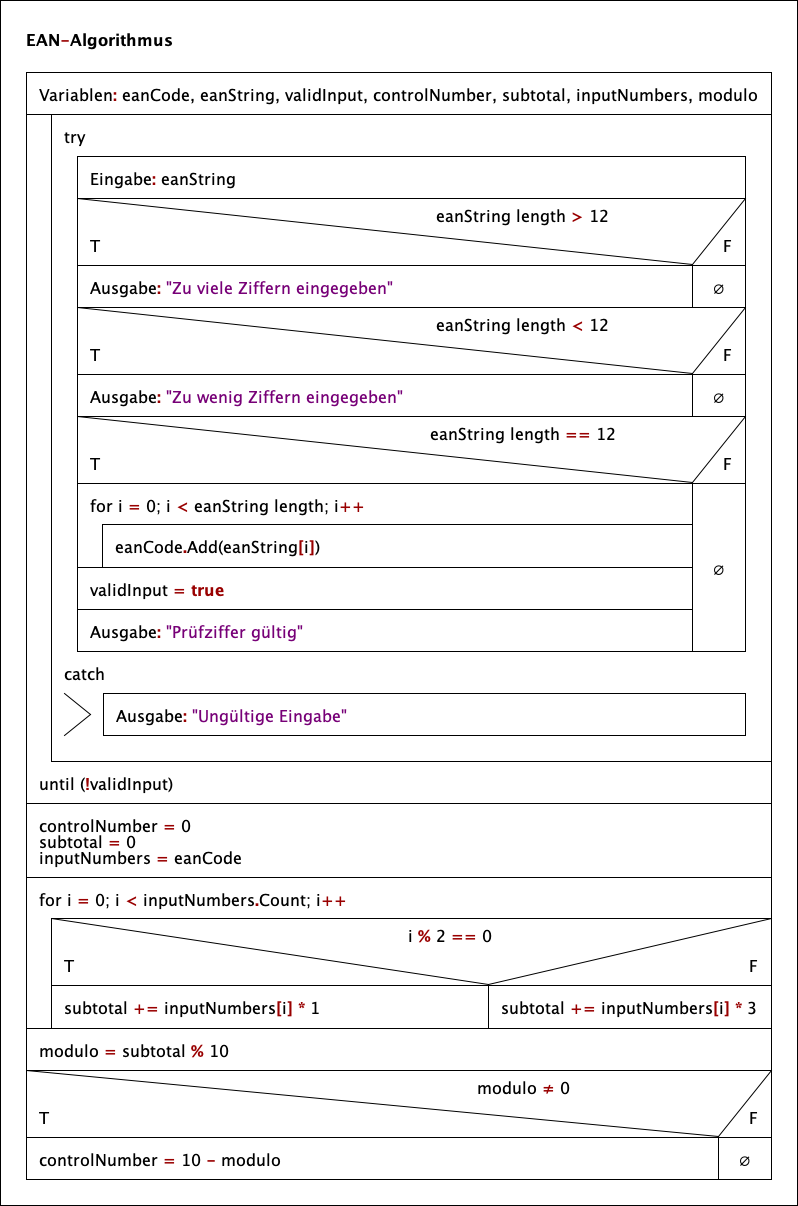 EAN-Algorithmus
Variablen: eanCode, eanString, validInput, controlNumber, subtotal, inputNumbers, modulo
try
Eingabe: eanString
eanString length > 12
T F
Ausgabe: "Zu viele Ziffern eingegeben" ∅
eanString length < 12
T F
Ausgabe: "Zu wenig Ziffern eingegeben" ∅
eanString length == 12
T F
for i = 0; i < eanString length; i++
eanCode.Add(eanString[i])
∅
validInput = true
Ausgabe: "Prüfziffer gültig"
catch
Ausgabe: "Ungültige Eingabe"
until (!validInput)
controlNumber = 0
subtotal = 0
inputNumbers = eanCode
for i = 0; i < inputNumbers.Count; i++
i % 2 == 0
T F
subtotal += inputNumbers[i] * 1 subtotal += inputNumbers[i] * 3
modulo = subtotal % 10
modulo ≠ 0
T F
controlNumber = 10 - modulo ∅